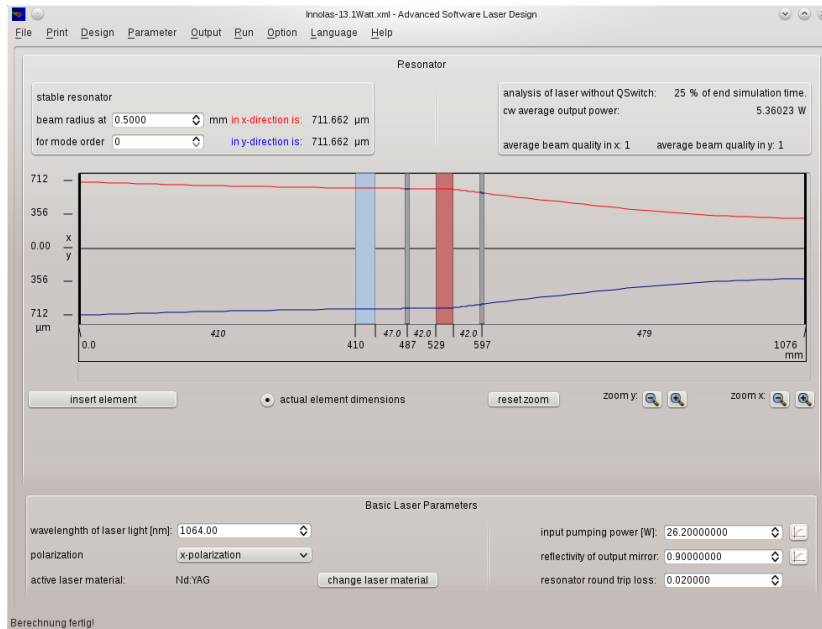 Innolas-13.1Watt.xml - Advanced Software Laser Design
File Print Design Parameter Output Run Option Language Help
Resonator
stable resonator
beam radius at 0.5000 mm in x-direction is: 711.662 µm
for mode order 0 in y-direction is: 711.662 µm
analysis of laser without QSwitch: 25 % of end simulation time.
cw average output power: 5.36023 W
average beam quality in x: 1 average beam quality in y: 1
712
356
x
0.00
y
356
712
µm
410 47.0 42.0 42.0 479
0.0 410 487 529 597 1076
mm
insert element actual element dimensions reset zoom zoom y: zoom x:
Basic Laser Parameters
wavelenghth of laser light [nm]: 1064.00
polarization x-polarization
active laser material: Nd:YAG change laser material
input pumping power [W]: 26.20000000
reflectivity of output mirror: 0.90000000
resonator round trip loss: 0.020000
Berechnung fertig!